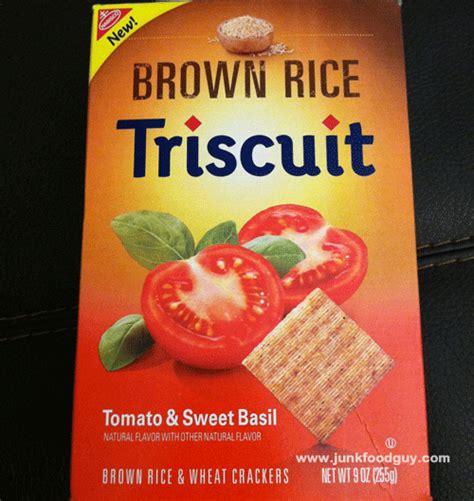 NABISCO
New!
BROWN RICE
Triscuit
Tomato & Sweet Basil
NATURAL FLAVOR WITH OTHER NATURAL FLAVOR
U
www.junkfoodguy.com
BROWN RICE & WHEAT CRACKERS
NET WT 9 OZ (255g)